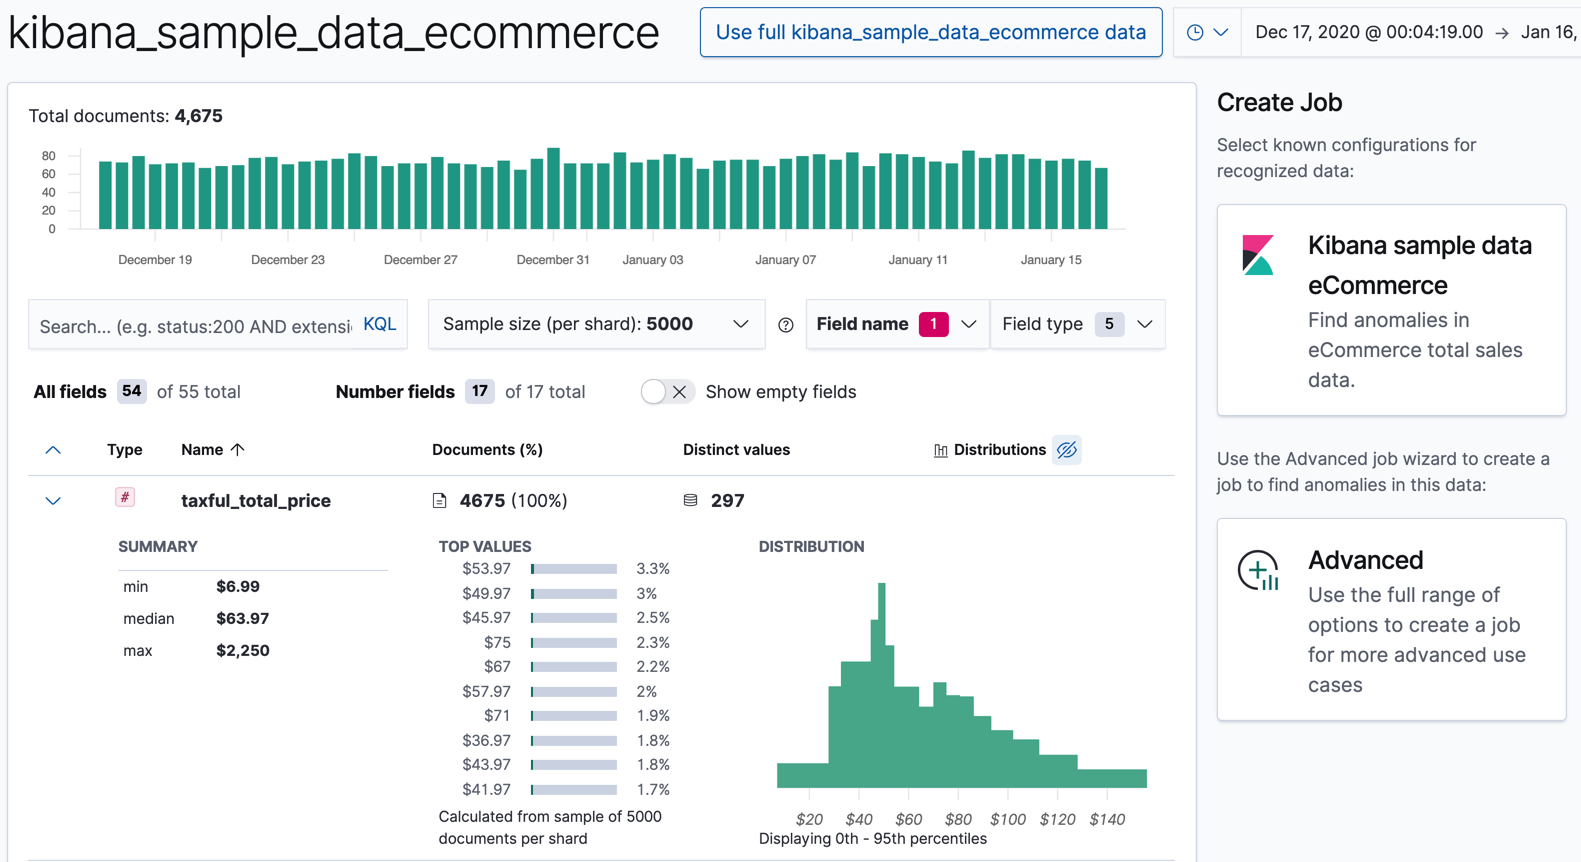 kibana_sample_data_ecommerce
Use full kibana_sample_data_ecommerce data
Dec 17, 2020 @ 00:04:19.00 → Jan 16,
Total documents: 4,675
80
60
40
20
0
December 19 December 23 December 27 December 31 January 03 January 07 January 11 January 15
Search... (e.g. status:200 AND extensi KQL
Sample size (per shard): 5000
Field name 1
Field type 5
All fields 54 of 55 total
Number fields 17 of 17 total
Show empty fields
Type Name ↑ Documents (%) Distinct values Distributions
# taxful_total_price 4675 (100%) 297
SUMMARY
min $6.99
median $63.97
max $2,250
TOP VALUES
$53.97 3.3%
$49.97 3%
$45.97 2.5%
$75 2.3%
$67 2.2%
$57.97 2%
$71 1.9%
$36.97 1.8%
$43.97 1.8%
$41.97 1.7%
Calculated from sample of 5000
documents per shard
DISTRIBUTION
$20 $40 $60 $80 $100 $120 $140
Displaying 0th - 95th percentiles
Create Job
Select known configurations for
recognized data:
Kibana sample data
eCommerce
Find anomalies in
eCommerce total sales
data.
Use the Advanced job wizard to create a
job to find anomalies in this data:
Advanced
Use the full range of
options to create a job
for more advanced use
cases